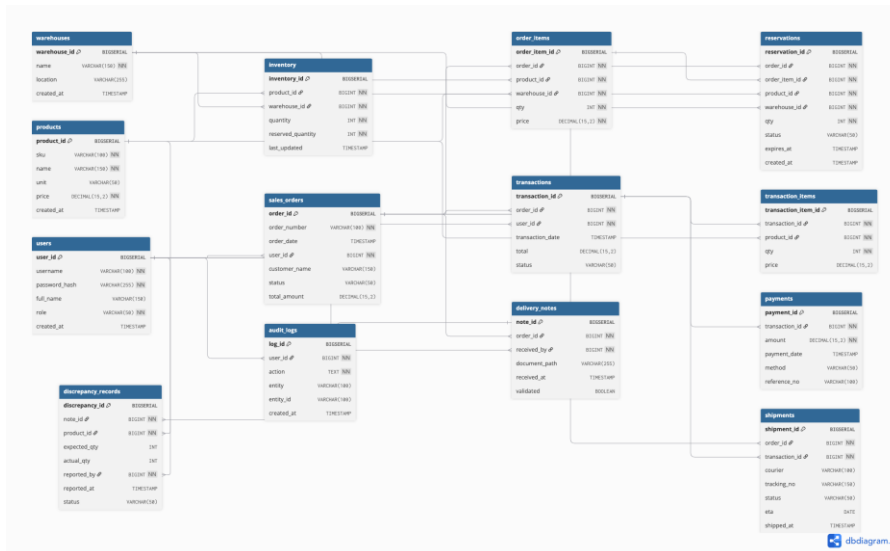 warehouses
warehouse_id BIGSERIAL
name VARCHAR(150) NN
location VARCHAR(255)
created_at TIMESTAMP
products
product_id BIGSERIAL
sku VARCHAR(100) NN
name VARCHAR(150) NN
unit VARCHAR(50)
price DECIMAL(15,2) NN
created_at TIMESTAMP
users
user_id BIGSERIAL
username VARCHAR(100) NN
password_hash VARCHAR(255) NN
full_name VARCHAR(150)
role VARCHAR(50) NN
created_at TIMESTAMP
discrepancy_records
discrepancy_id BIGSERIAL
note_id BIGINT NN
product_id BIGINT NN
expected_qty INT
actual_qty INT
reported_by BIGINT NN
reported_at TIMESTAMP
status VARCHAR(50)
inventory
inventory_id BIGSERIAL
product_id BIGINT NN
warehouse_id BIGINT NN
quantity INT NN
reserved_quantity INT NN
last_updated TIMESTAMP
sales_orders
order_id BIGSERIAL
order_number VARCHAR(100) NN
order_date TIMESTAMP
user_id BIGINT NN
customer_name VARCHAR(150)
status VARCHAR(50)
total_amount DECIMAL(15,2)
audit_logs
log_id BIGSERIAL
user_id BIGINT NN
action TEXT NN
entity VARCHAR(100)
entity_id VARCHAR(100)
created_at TIMESTAMP
order_items
order_item_id BIGSERIAL
order_id BIGINT NN
product_id BIGINT NN
warehouse_id BIGINT NN
qty INT NN
price DECIMAL(15,2) NN
transactions
transaction_id BIGSERIAL
order_id BIGINT NN
user_id BIGINT NN
transaction_date TIMESTAMP
total DECIMAL(15,2)
status VARCHAR(50)
delivery_notes
note_id BIGSERIAL
order_id BIGINT NN
received_by BIGINT NN
document_path VARCHAR(255)
received_at TIMESTAMP
validated BOOLEAN
reservations
reservation_id BIGSERIAL
order_id BIGINT NN
order_item_id BIGINT NN
product_id BIGINT NN
warehouse_id BIGINT NN
qty INT NN
status VARCHAR(50)
expires_at TIMESTAMP
created_at TIMESTAMP
transaction_items
transaction_item_id BIGSERIAL
transaction_id BIGINT NN
product_id BIGINT NN
qty INT NN
price DECIMAL(15,2)
payments
payment_id BIGSERIAL
transaction_id BIGINT NN
amount DECIMAL(15,2) NN
payment_date TIMESTAMP
method VARCHAR(50)
reference_no VARCHAR(100)
shipments
shipment_id BIGSERIAL
order_id BIGINT NN
transaction_id BIGINT NN
courier VARCHAR(100)
tracking_no VARCHAR(150)
status VARCHAR(50)
eta DATE
shipped_at TIMESTAMP
dbdiagram